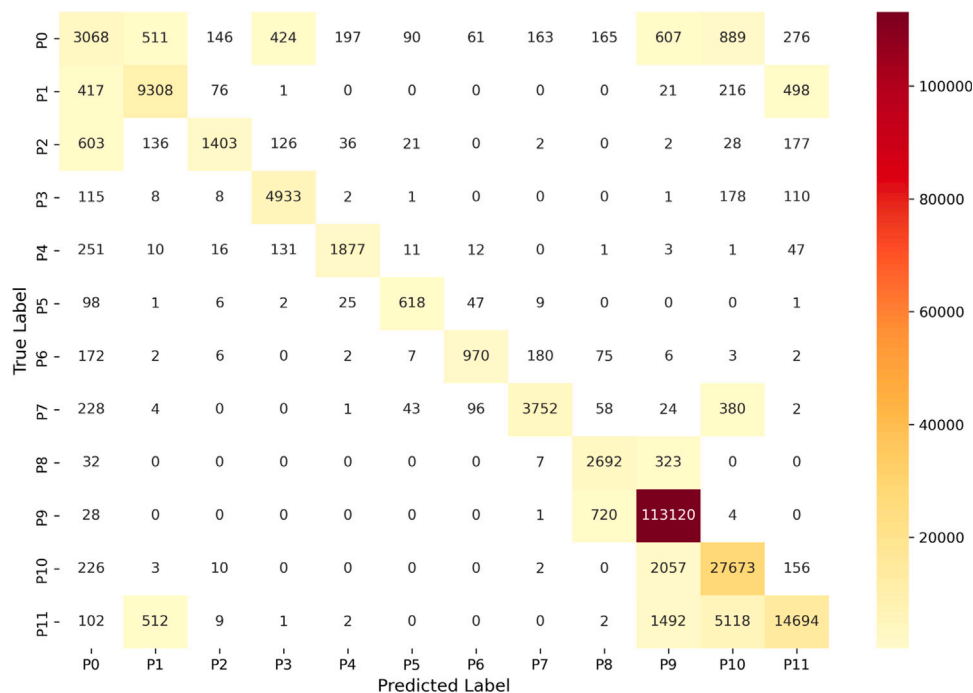 P0 3068 511 146 424 197 90 61 163 165 607 889 276
P1 417 9308 76 1 0 0 0 0 0 21 216 498
P2 603 136 1403 126 36 21 0 2 0 2 28 177
P3 115 8 8 4933 2 1 0 0 0 1 178 110
P4 251 10 16 131 1877 11 12 0 1 3 1 47
P5 98 1 6 2 25 618 47 9 0 0 0 1
P6 172 2 6 0 2 7 970 180 75 6 3 2
P7 228 4 0 0 1 43 96 3752 58 24 380 2
P8 32 0 0 0 0 0 0 7 2692 323 0 0
P9 28 0 0 0 0 0 0 1 720 113120 4 0
P10 226 3 10 0 0 0 0 2 0 2057 27673 156
P11 102 512 9 1 2 0 0 0 2 1492 5118 14694
P0 P1 P2 P3 P4 P5 P6 P7 P8 P9 P10 P11
Predicted Label
True Label
100000
80000
60000
40000
20000